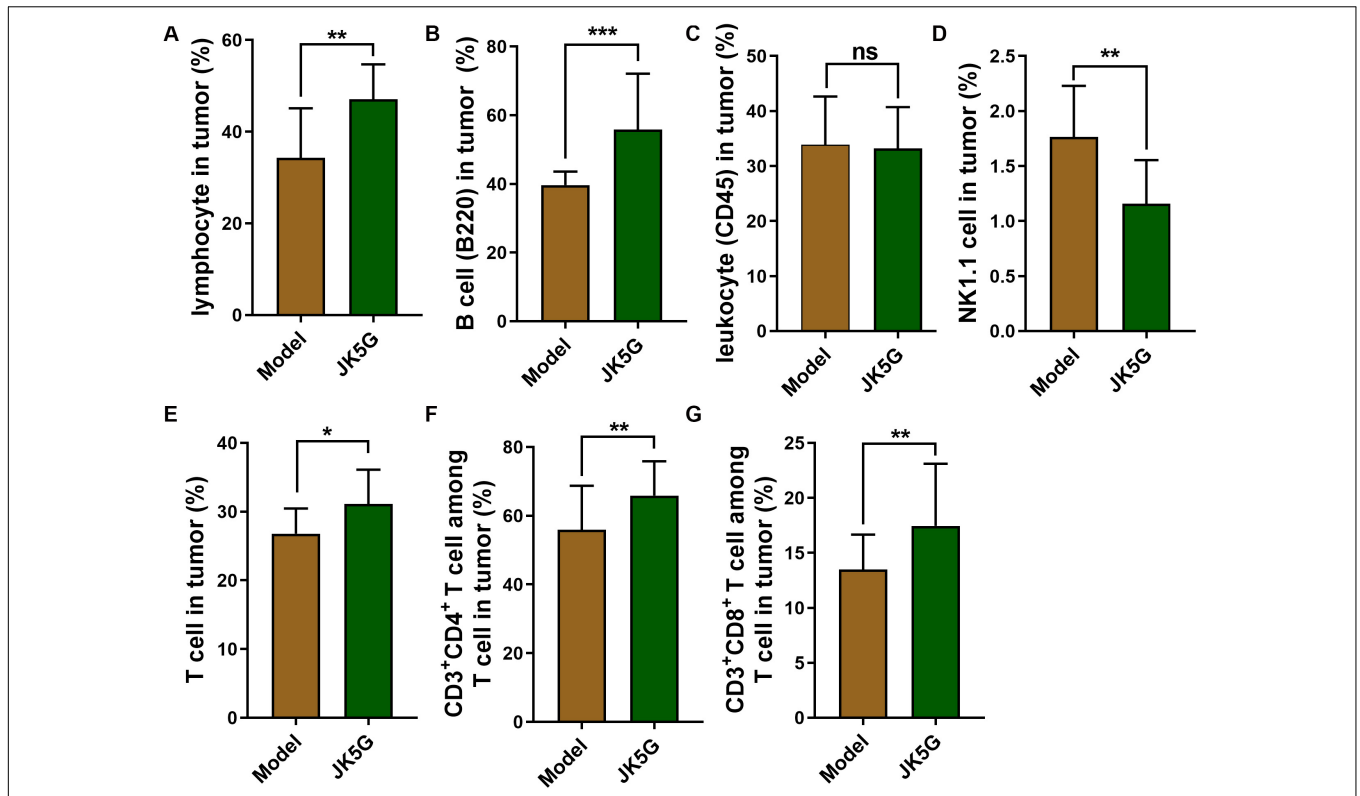 A
lymphocyte in tumor (%)
60
40
20
0
**
Model
JK5G
B
B cell (B220) in tumor (%)
80
60
40
20
0
***
Model
JK5G
C
leukocyte (CD45) in tumor (%)
50
40
30
20
10
0
ns
Model
JK5G
D
NK1.1 cell in tumor (%)
2.5
2.0
1.5
1.0
0.5
0.0
**
Model
JK5G
E
T cell in tumor (%)
40
30
20
10
0
*
Model
JK5G
F
CD3⁺CD4⁺ T cell among
T cell in tumor (%)
80
60
40
20
0
**
Model
JK5G
G
CD3⁺CD8⁺ T cell among
T cell in tumor (%)
25
20
15
10
5
0
**
Model
JK5G